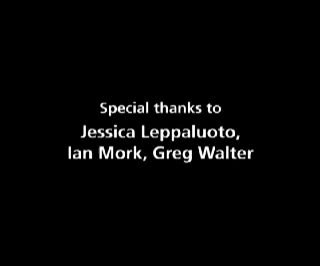 Special thanks to
Jessica Leppaluoto,
Ian Mork, Greg Walter